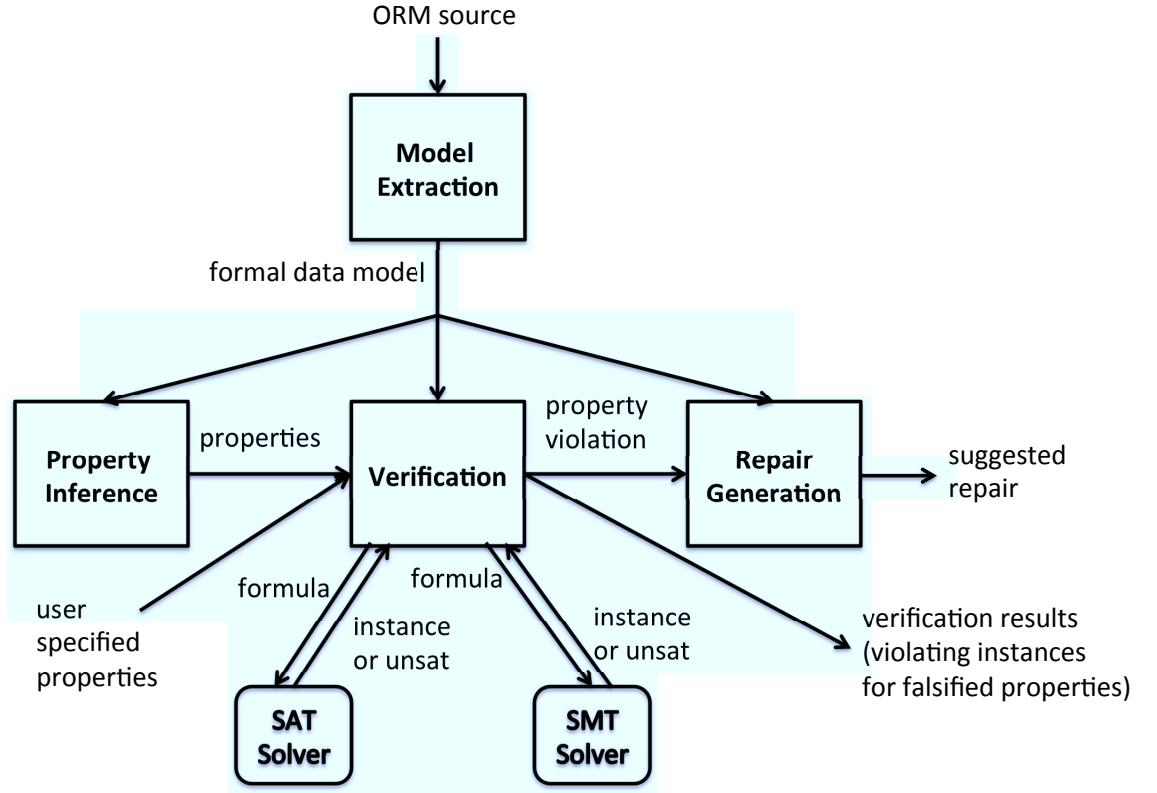 ORM source
Model
Extraction
formal data model
Property
Inference
properties
Verification
property
violation
Repair
Generation
suggested
repair
user
specified
properties
formula
instance
or unsat
formula
instance
or unsat
verification results
(violating instances
for falsified properties)
SAT
Solver
SMT
Solver